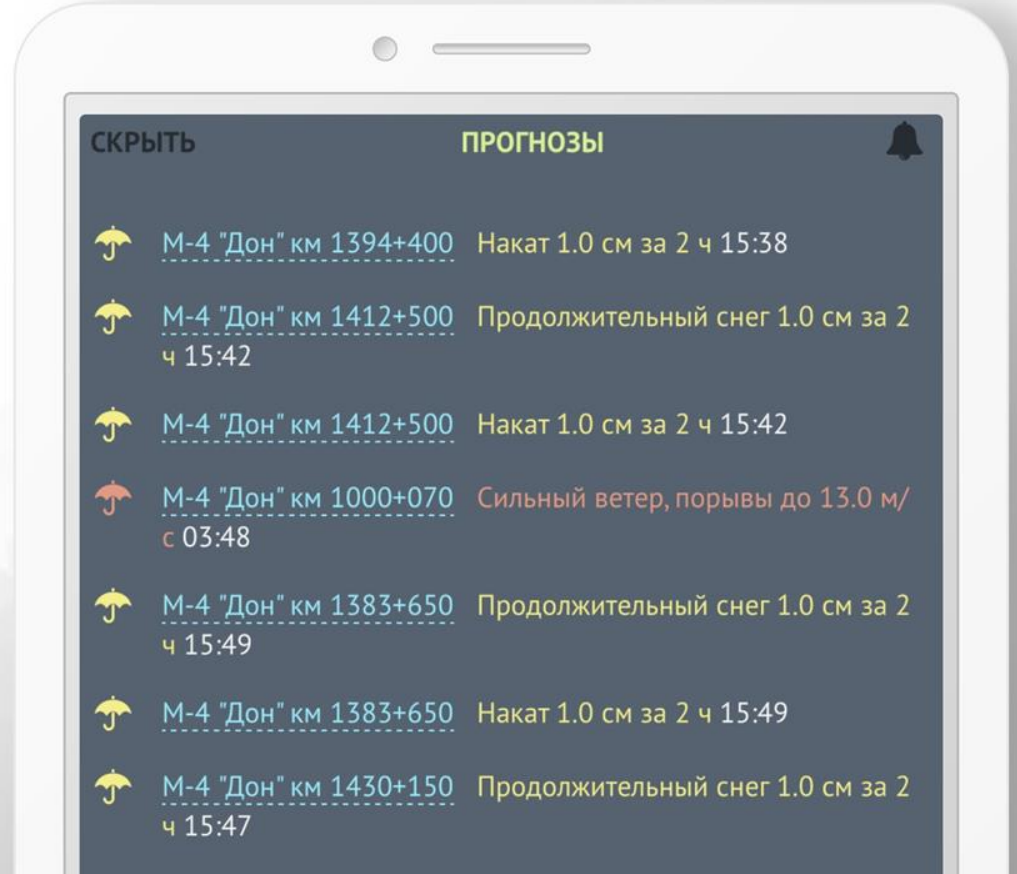 СКРЫТЬ ПРОГНОЗЫ
М-4 "Дон" км 1394+400 Накат 1.0 см за 2 ч 15:38
М-4 "Дон" км 1412+500 Продолжительный снег 1.0 см за 2
ч 15:42
М-4 "Дон" км 1412+500 Накат 1.0 см за 2 ч 15:42
М-4 "Дон" км 1000+070 Сильный ветер, порывы до 13.0 м/
с 03:48
М-4 "Дон" км 1383+650 Продолжительный снег 1.0 см за 2
ч 15:49
М-4 "Дон" км 1383+650 Накат 1.0 см за 2 ч 15:49
М-4 "Дон" км 1430+150 Продолжительный снег 1.0 см за 2
ч 15:47